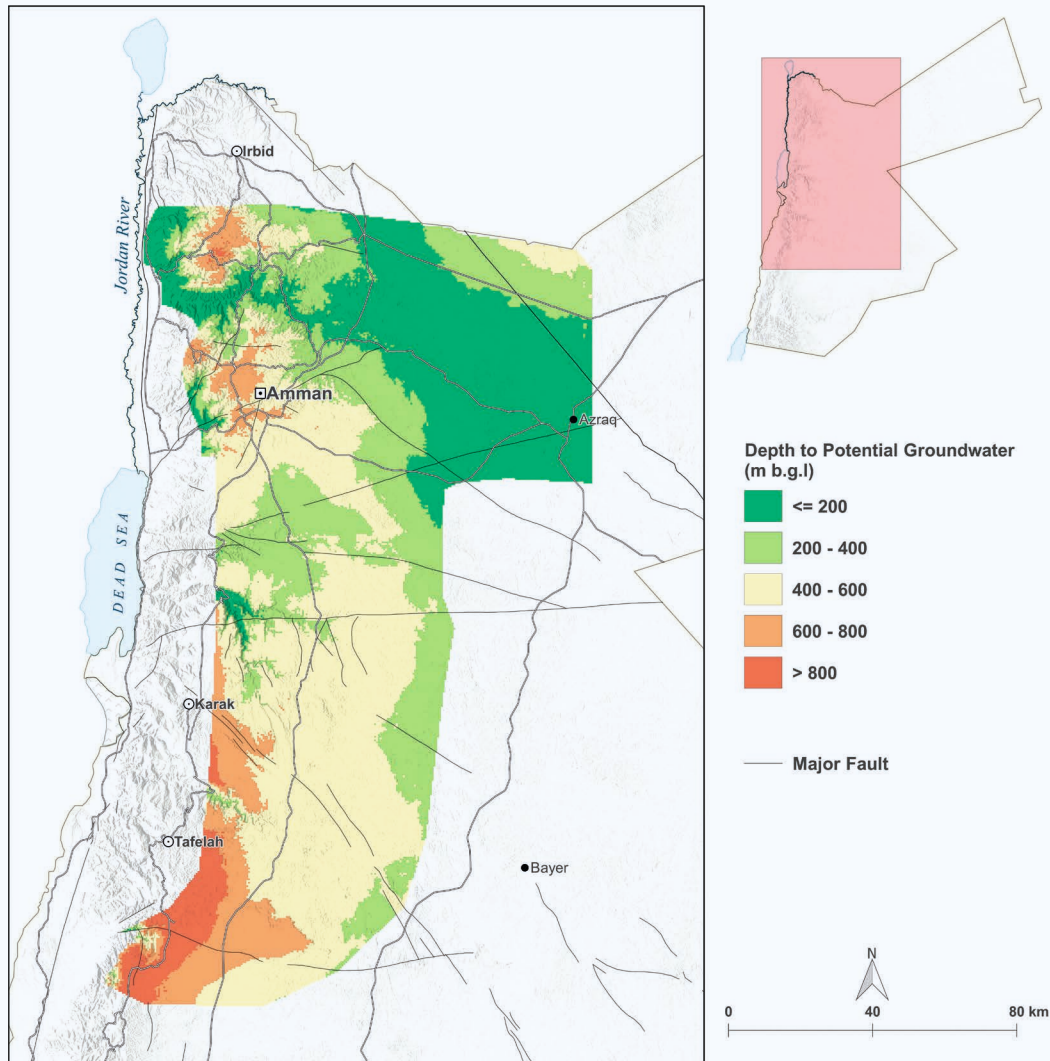 Irbid
Jordan River
Amman
Azraq
DEAD SEA
Karak
Tafelah
Bayer
Depth to Potential Groundwater
(m b.g.l)
<= 200
200 - 400
400 - 600
600 - 800
> 800
Major Fault
N
0 40 80 km